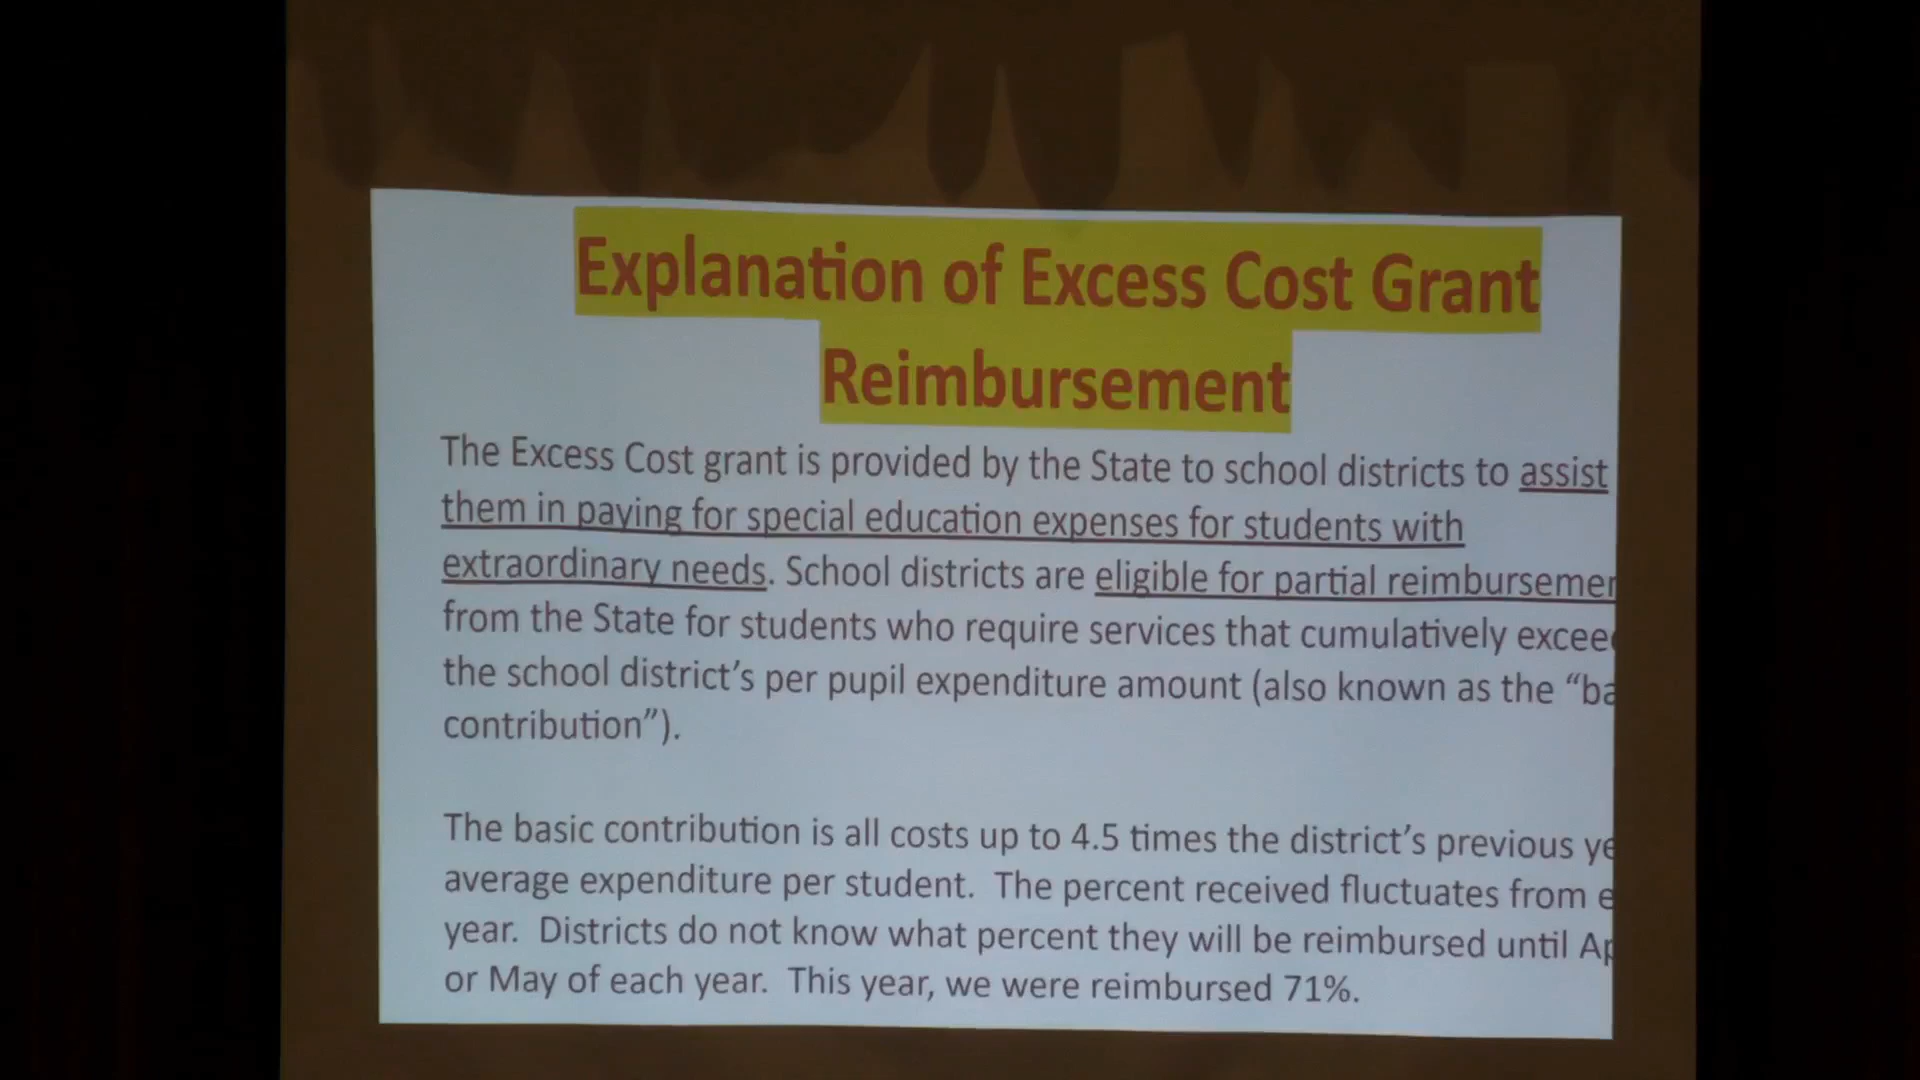 Explanation of Excess Cost Grant
Reimbursement
The Excess Cost grant is provided by the State to school districts to assist
them in paying for special education expenses for students with
extraordinary needs. School districts are eligible for partial
from the State for students who require services that cumulatively
the school district's per pupil expenditure amount (also known as the
contribution").
The basic contribution is all costs up to 4.5 times the district's previous
average expenditure per student. The percent received fluctuates from
year. Districts do not know what percent they will be reimbursed until
or May of each year. This year, we were reimbursed 71%.